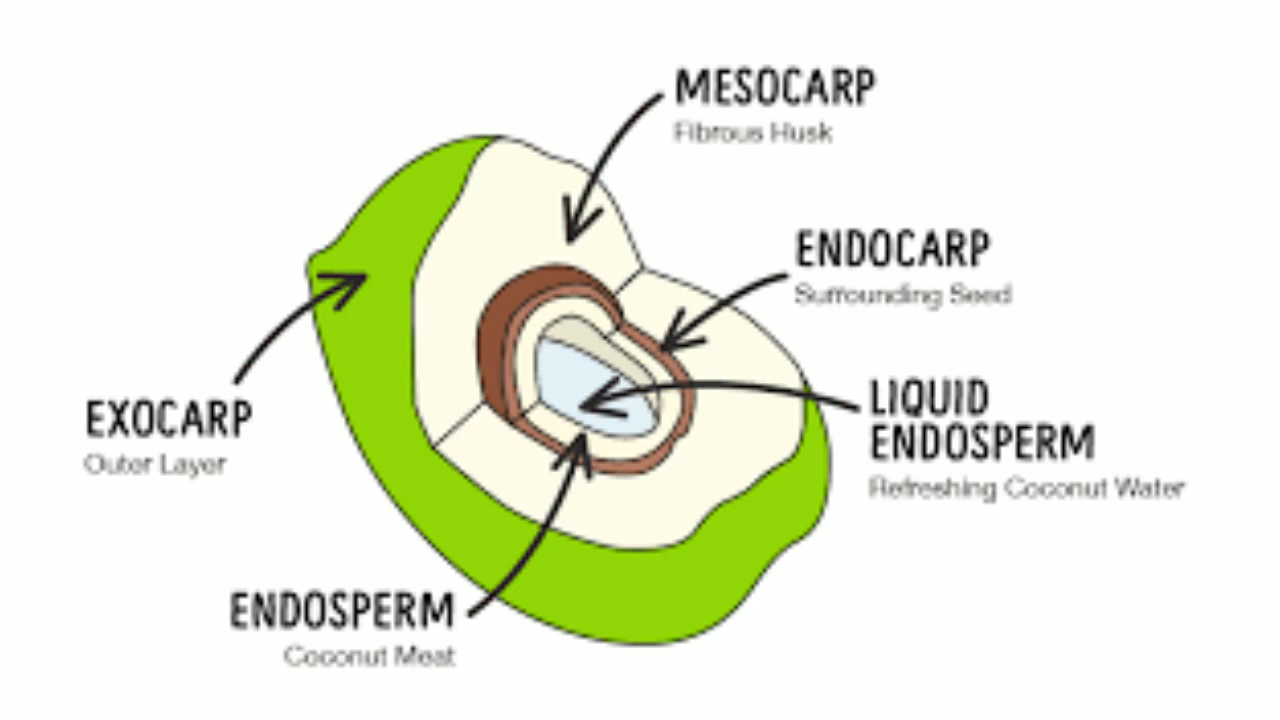 MESOCARP
Fibrous Husk
ENDOCARP
Surrounding Seed
LIQUID
ENDOSPERM
Refreshing Coconut Water
EXOCARP
Outer Layer
ENDOSPERM
Coconut Meat